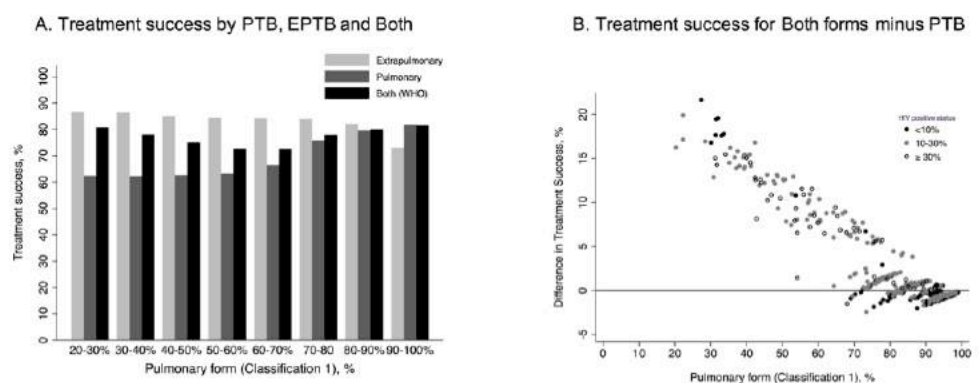 A. Treatment success by PTB, EPTB and Both
Extrapulmonary
Pulmonary
Both (WHO)
Treatment success, %
100
80
70
60
50
40
30
20
10
0
20-30% 30-40% 40-50% 50-60% 60-70% 70-80 80-90% 90-100%
Pulmonary form (Classification 1), %
B. Treatment success for Both forms minus PTB
HIV positive status
<10%
10-30%
≥ 30%
Difference in Treatment Success, %
20
15
10
5
0
-5
0 10 20 30 40 50 60 70 80 90 100
Pulmonary form (Classification 1), %